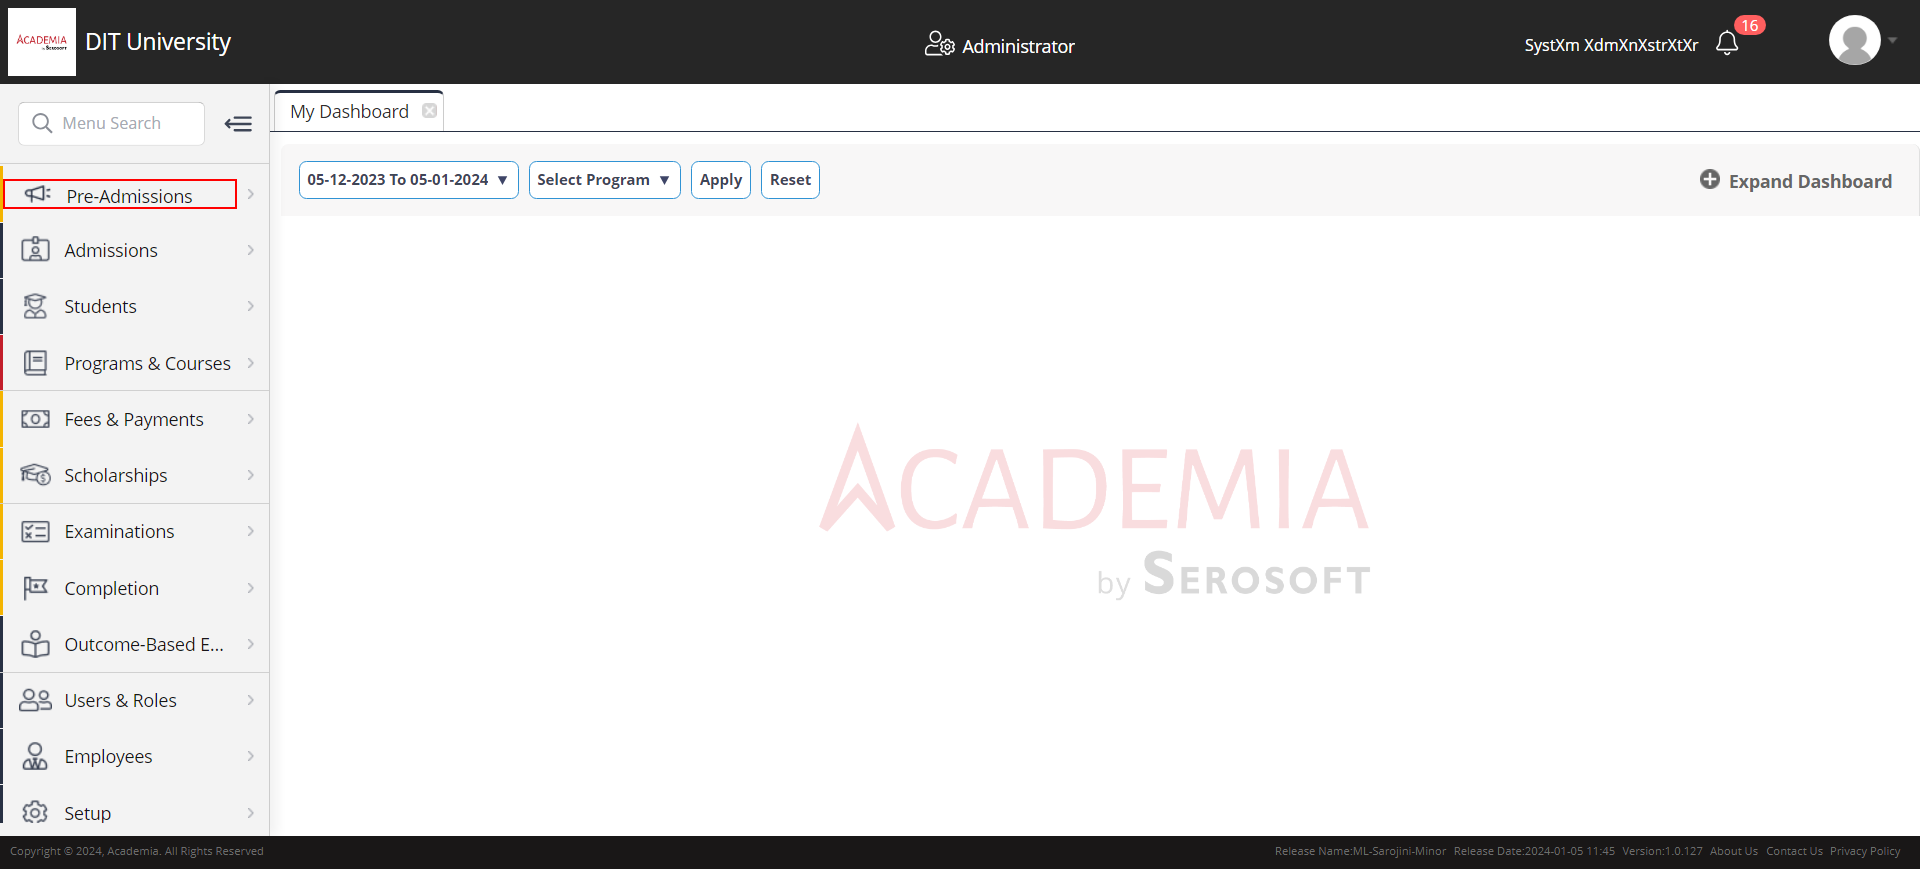 ACADEMIA
by SEROSOFT
DIT University
Administrator
SystXm XdmXnXstrXtXr
16
Menu Search
My Dashboard
05-12-2023 To 05-01-2024 ▼
Select Program ▼
Apply
Reset
Expand Dashboard
Pre-Admissions
Admissions
Students
Programs & Courses
Fees & Payments
Scholarships
Examinations
Completion
Outcome-Based E...
Users & Roles
Employees
Setup
ACADEMIA
by SEROSOFT
Copyright © 2024, Academia. All Rights Reserved
Release Name:ML-Sarojini-Minor Release Date:2024-01-05 11:45 Version:1.0.127 About Us Contact Us Privacy Policy